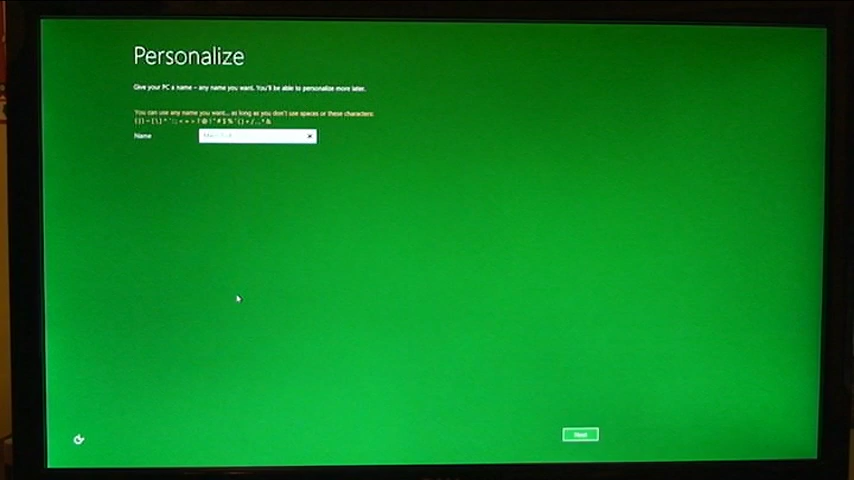 Personalize
Give your PC a name – any name you want. You'll be able to personalize more later.
You can use any name you want... as long as you don't use spaces or these characters:
Name
Next